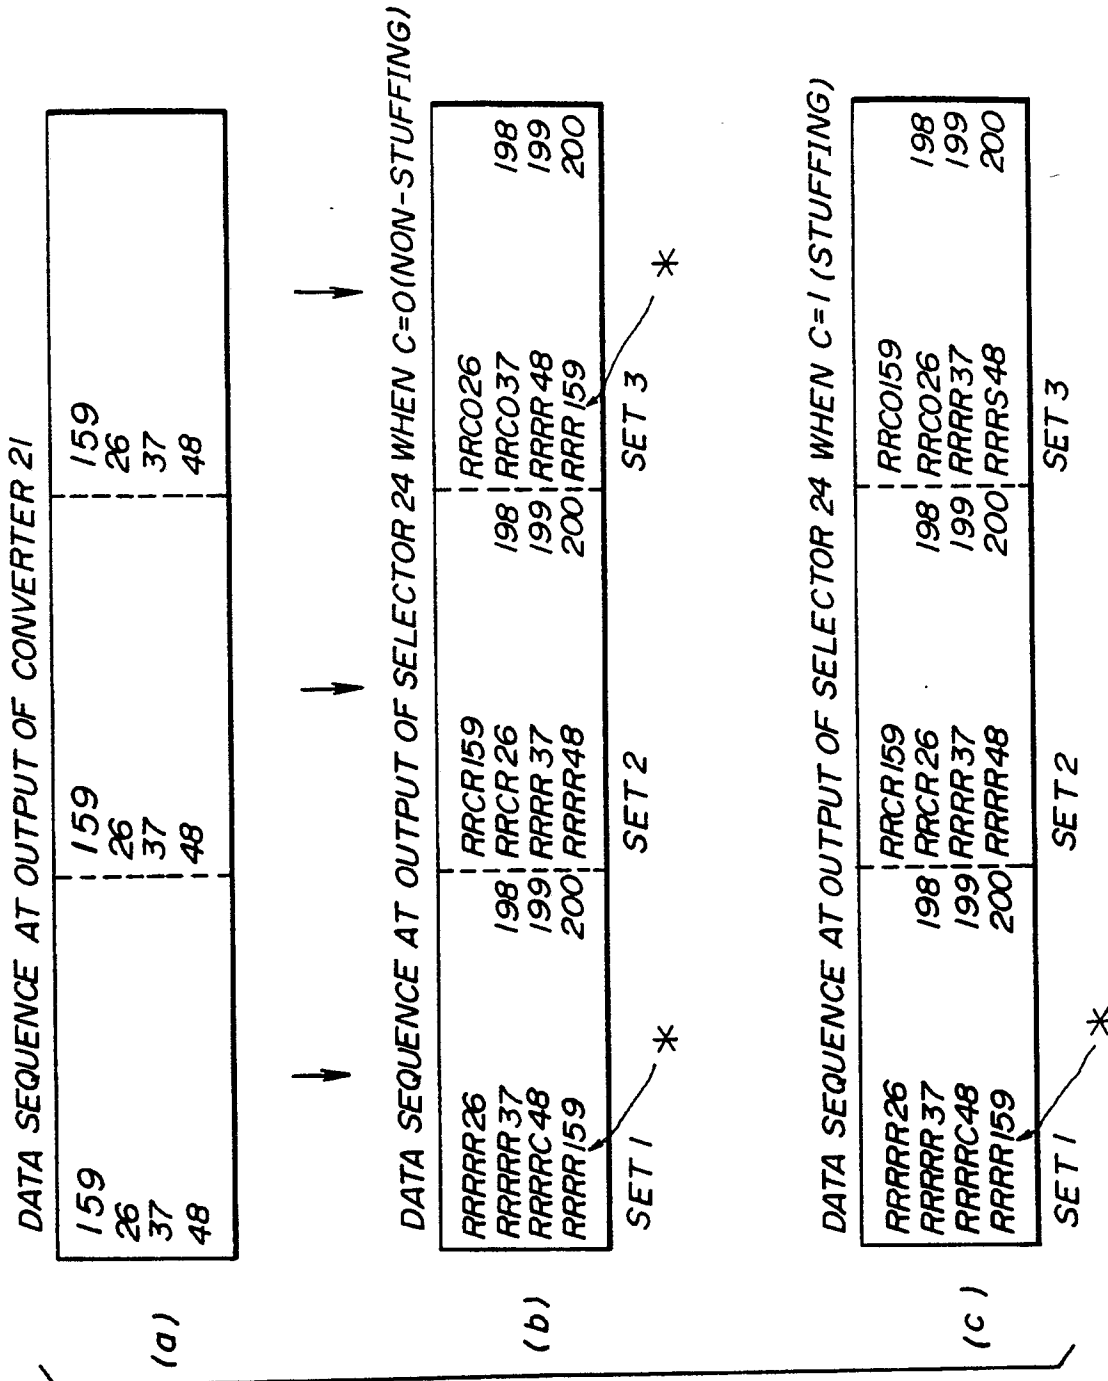 DATA SEQUENCE AT OUTPUT OF CONVERTER 21
(a)
159 159 159
26 26 26
37 37 37
48 48 48
DATA SEQUENCE AT OUTPUT OF SELECTOR 24 WHEN C=0(NON-STUFFING)
(b)
RRRRR26 RRCR159 RRCO26
RRRRR37 198 RRCR26 198 RRCO37 198
RRRRC48 199 RRRR37 199 RRRR48 199
RRRR159 200 RRRR48 200 RRR159 200
* *
SET 1 SET 2 SET 3
DATA SEQUENCE AT OUTPUT OF SELECTOR 24 WHEN C=1(STUFFING)
(c)
RRRRR26 RRCR159 RRCO159
RRRRR37 198 RRCR26 198 RRCO26 198
RRRRC48 199 RRRR37 199 RRRR37 199
RRRR159 200 RRRR48 200 RRRS48 200
*
SET 1 SET 2 SET 3